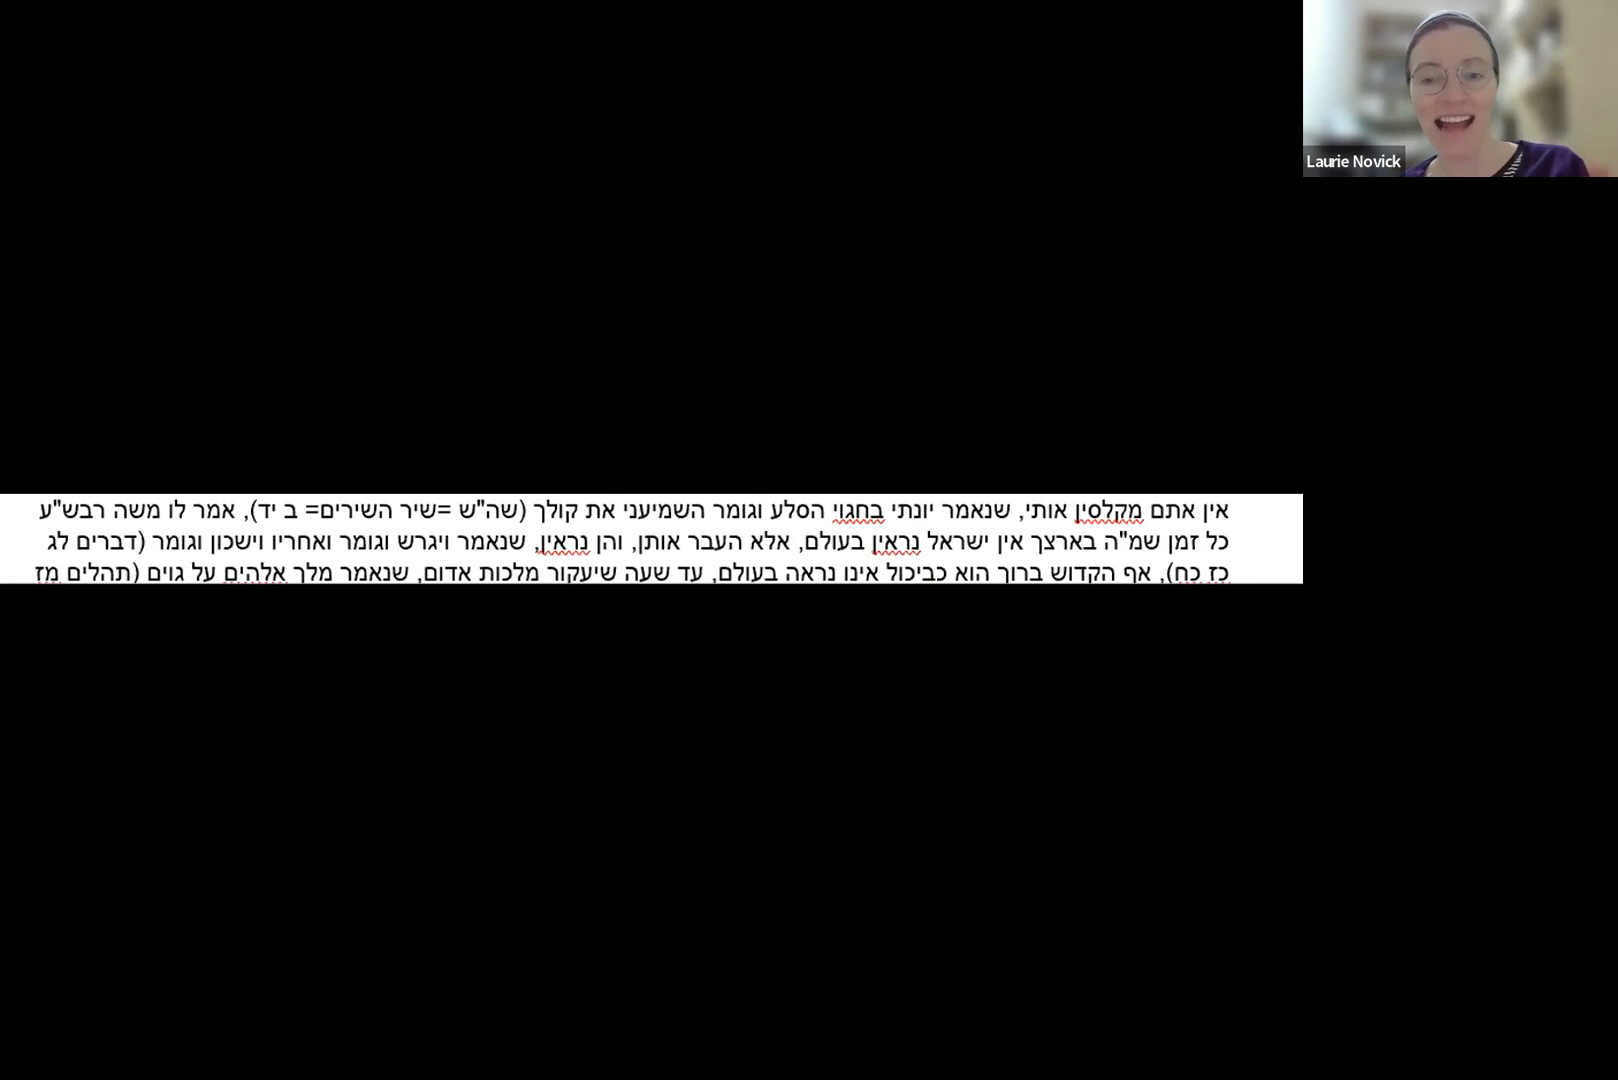 Laurie Novick
אין אתם מקלסין אותי, שנאמר יונתי בחגוי הסלע וגומר השמיעני את קולך (שה"ש =שיר השירים= ב יד), אמר לו משה רבש"ע
כל זמן שמ"ה בארצך אין ישראל נראין בעולם, אלא העבר אותן, והן נראין, שנאמר ויגרש וגומר ואחריו וישכון וגומר (דברים לג
כז כח), אף הקדוש ברוך הוא כביכול אינו נראה בעולם, עד שעה שיעקור מלכות אדום, שנאמר מלך אלהים על גוים (תהלים מז